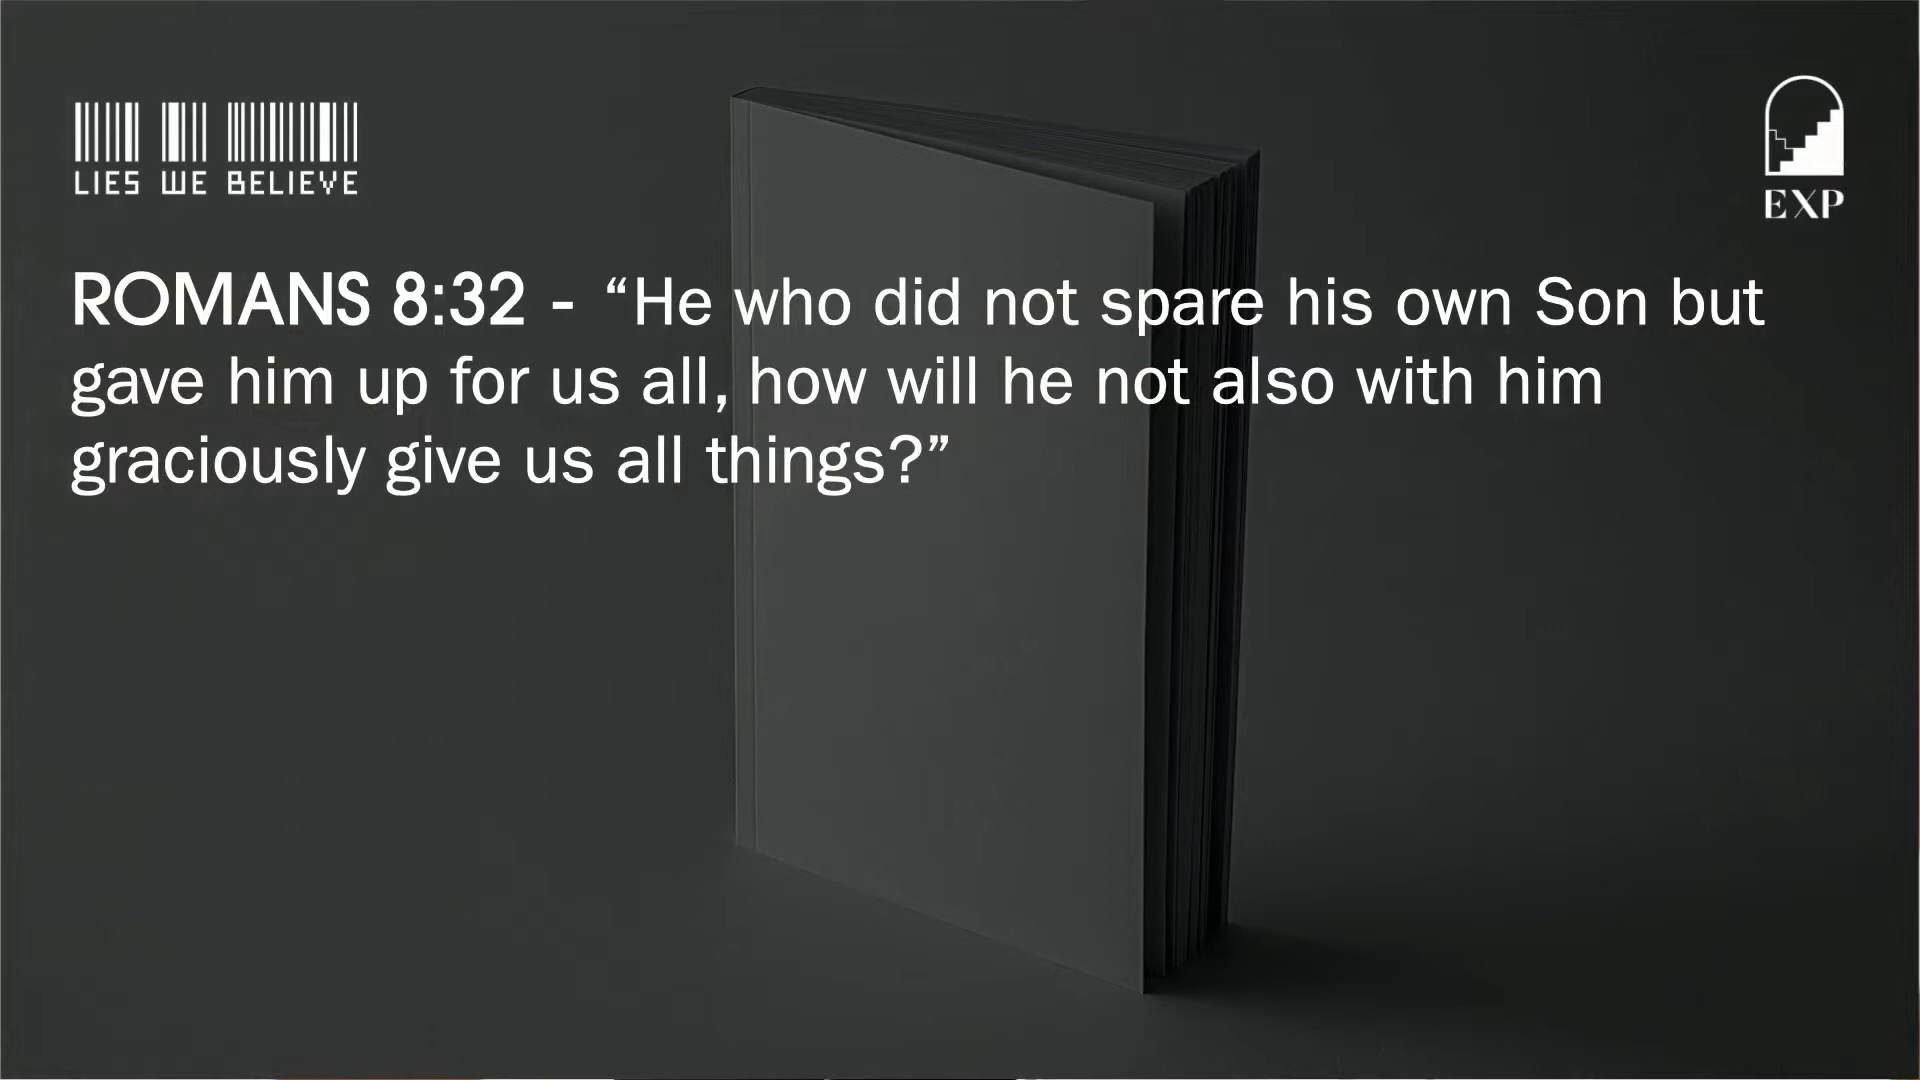 LIES WE BELIEVE
EXP
ROMANS 8:32 - “He who did not spare his own Son but
gave him up for us all, how will he not also with him
graciously give us all things?”